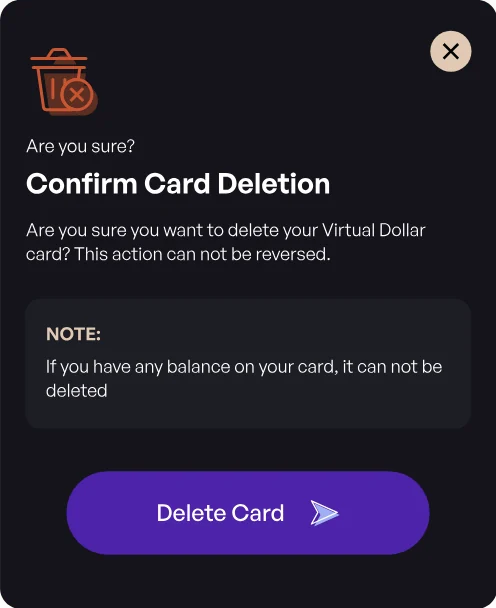 Are you sure?
Confirm Card Deletion
Are you sure you want to delete your Virtual Dollar
card? This action can not be reversed.
NOTE:
If you have any balance on your card, it can not be
deleted
Delete Card